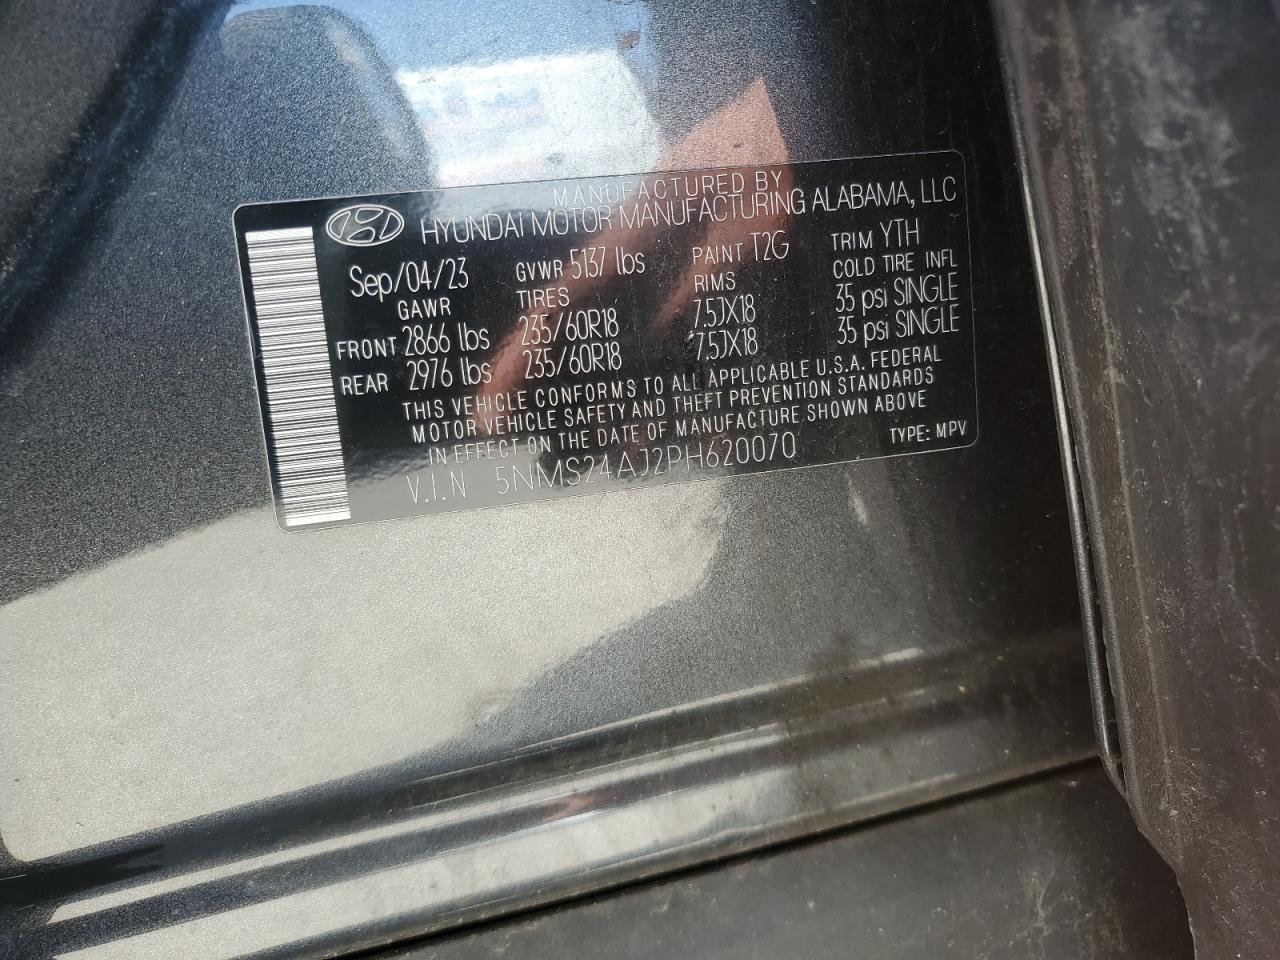 MANUFACTURED BY
HYUNDAI MOTOR MANUFACTURING ALABAMA, LLC
Sep/04/23 GVWR 5137 lbs PAINT T2G TRIM YTH
GAWR TIRES RIMS COLD TIRE INFL
FRONT 2866 lbs 235/60R18 7.5JX18 35 psi SINGLE
REAR 2976 lbs 235/60R18 7.5JX18 35 psi SINGLE
THIS VEHICLE CONFORMS TO ALL APPLICABLE U.S.A. FEDERAL
MOTOR VEHICLE SAFETY AND THEFT PREVENTION STANDARDS
IN EFFECT ON THE DATE OF MANUFACTURE SHOWN ABOVE
V.I.N 5NMS24AJ2PH620070 TYPE: MPV